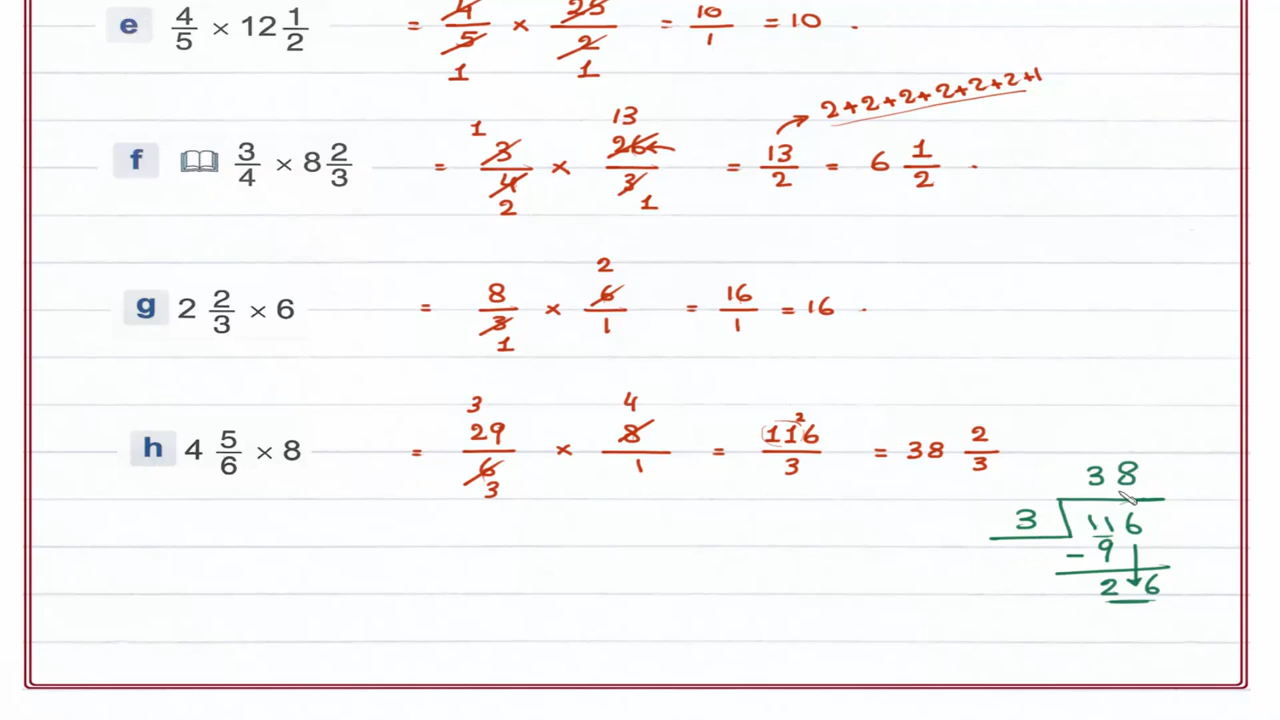 e 4/5 × 12 1/2 = 4/5 1 × 25/2 1 = 10/1 = 10 .
2+2+2+2+2+2+1
f 3/4 × 8 2/3 = 1 3/4 2 × 13 26/3 1 = 13/2 = 6 1/2 .
g 2 2/3 × 6 = 8/3 1 × 2 6/1 = 16/1 = 16 .
h 4 5/6 × 8 = 3 29/6 3 × 4 8/1 = 11²6/3 = 38 2/3
38
3 116
- 9
26